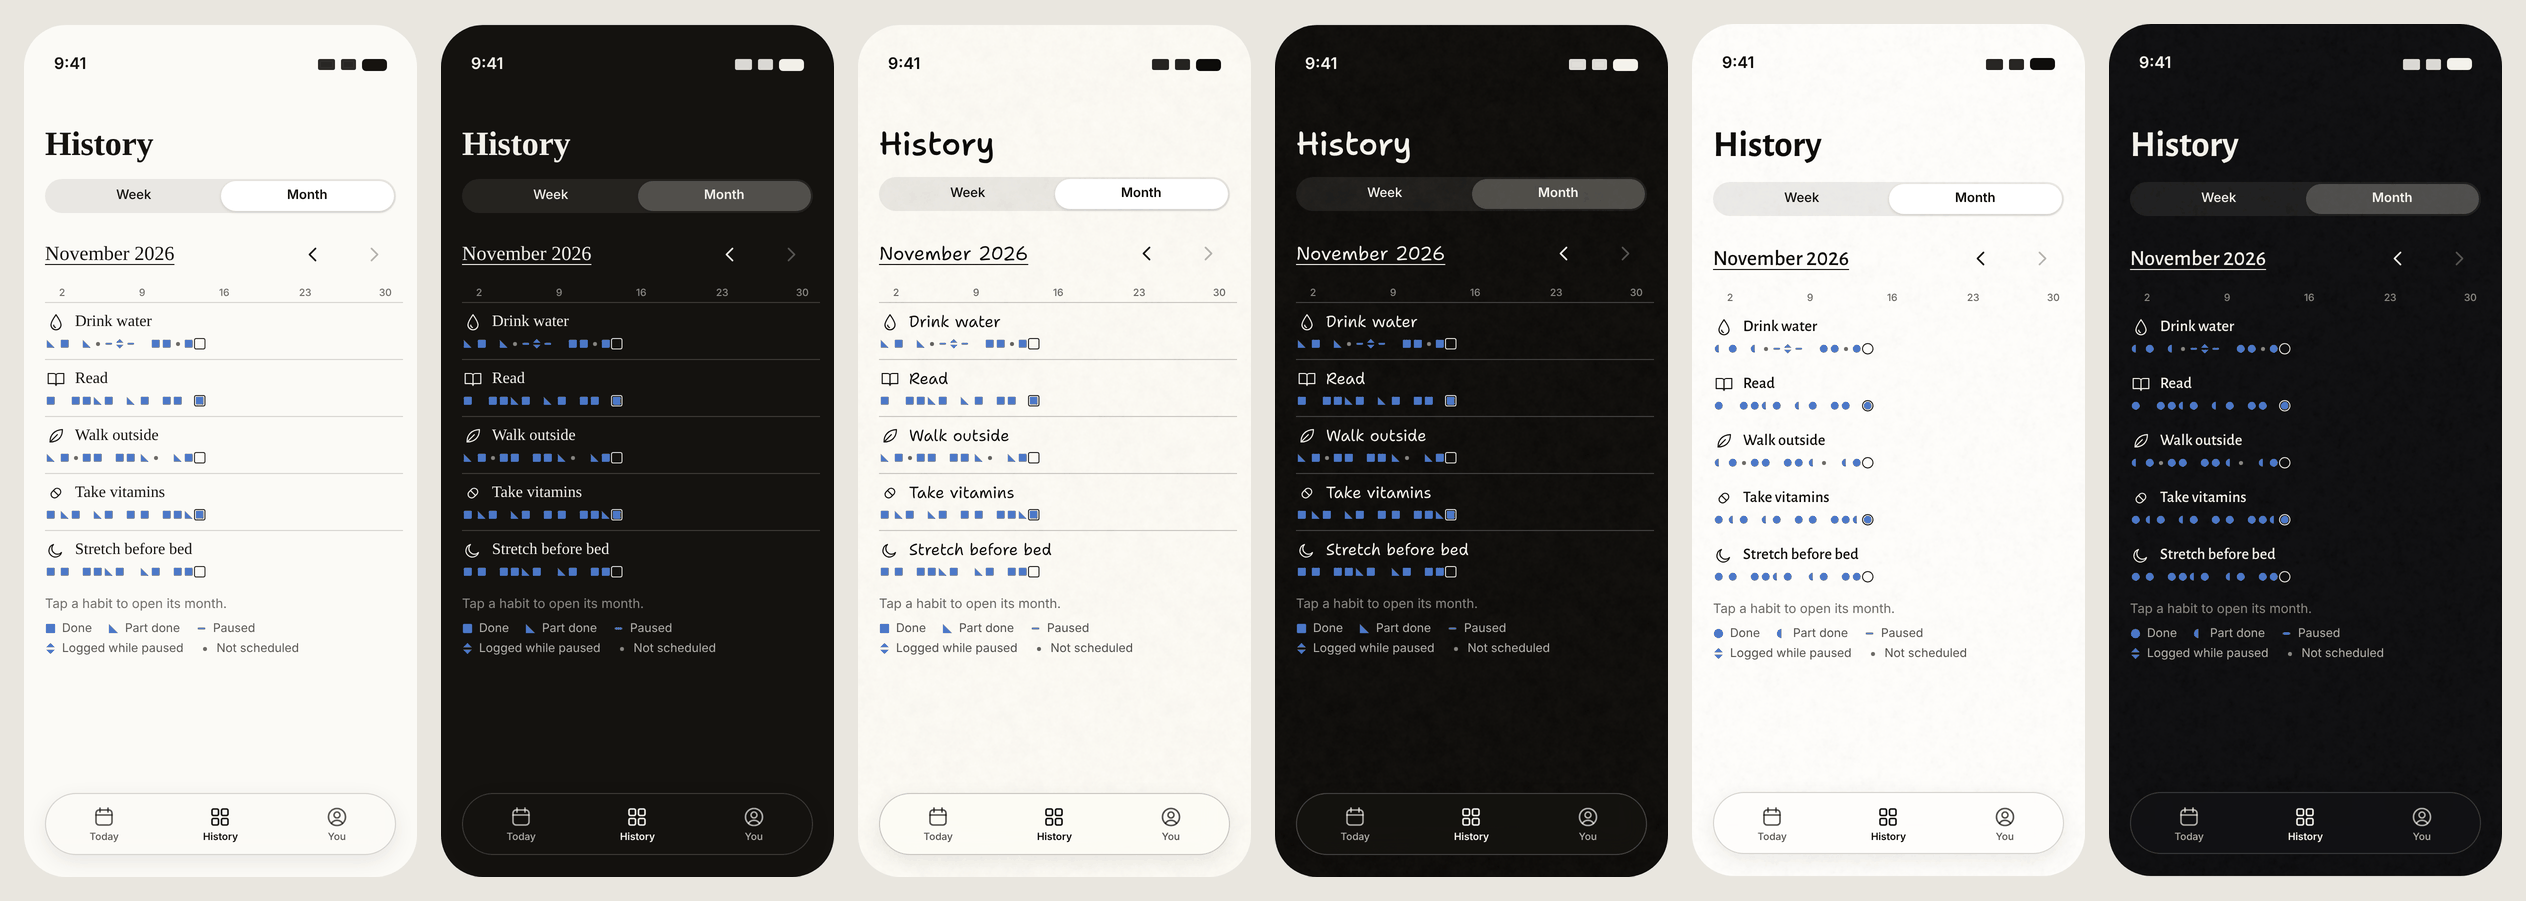 9:41
History
Week Month
November 2026
2 9 16 23 30
Drink water
Read
Walk outside
Take vitamins
Stretch before bed
Tap a habit to open its month.
Done Part done Paused
Logged while paused Not scheduled
Today History You
9:41
History
Week Month
November 2026
2 9 16 23 30
Drink water
Read
Walk outside
Take vitamins
Stretch before bed
Tap a habit to open its month.
Done Part done Paused
Logged while paused Not scheduled
Today History You
9:41
History
Week Month
November 2026
2 9 16 23 30
Drink water
Read
Walk outside
Take vitamins
Stretch before bed
Tap a habit to open its month.
Done Part done Paused
Logged while paused Not scheduled
Today History You
9:41
History
Week Month
November 2026
2 9 16 23 30
Drink water
Read
Walk outside
Take vitamins
Stretch before bed
Tap a habit to open its month.
Done Part done Paused
Logged while paused Not scheduled
Today History You
9:41
History
Week Month
November 2026
2 9 16 23 30
Drink water
Read
Walk outside
Take vitamins
Stretch before bed
Tap a habit to open its month.
Done Part done Paused
Logged while paused Not scheduled
Today History You
9:41
History
Week Month
November 2026
2 9 16 23 30
Drink water
Read
Walk outside
Take vitamins
Stretch before bed
Tap a habit to open its month.
Done Part done Paused
Logged while paused Not scheduled
Today History You